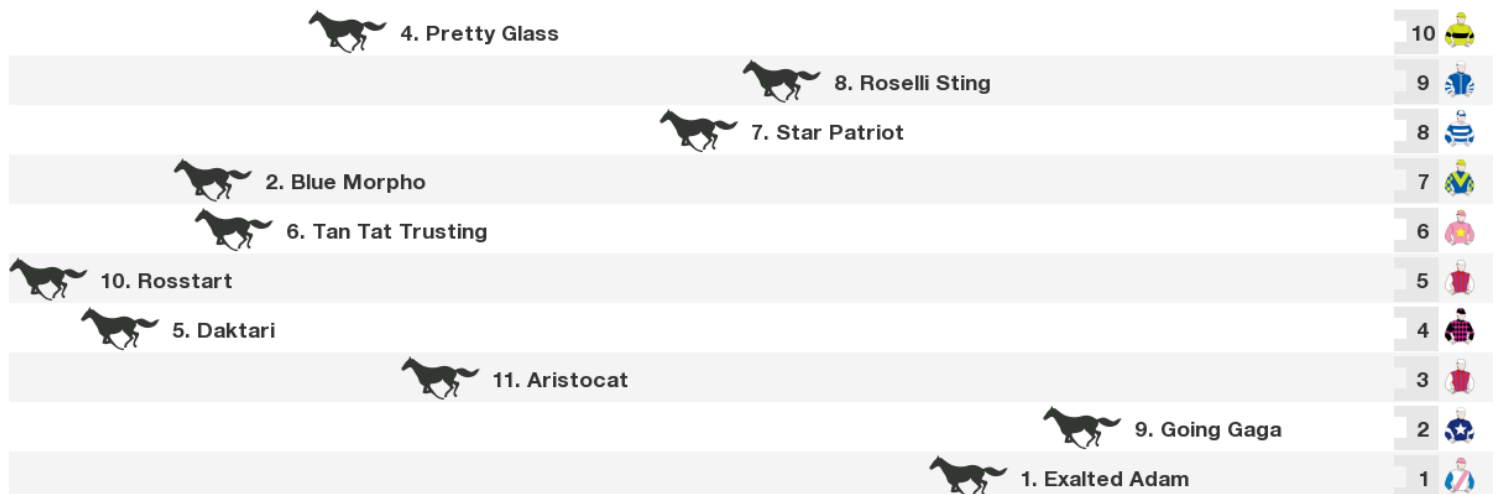 4. Pretty Glass 10
8. Roselli Sting 9
7. Star Patriot 8
2. Blue Morpho 7
6. Tan Tat Trusting 6
10. Rosstart 5
5. Daktari 4
11. Aristocat 3
9. Going Gaga 2
1. Exalted Adam 1